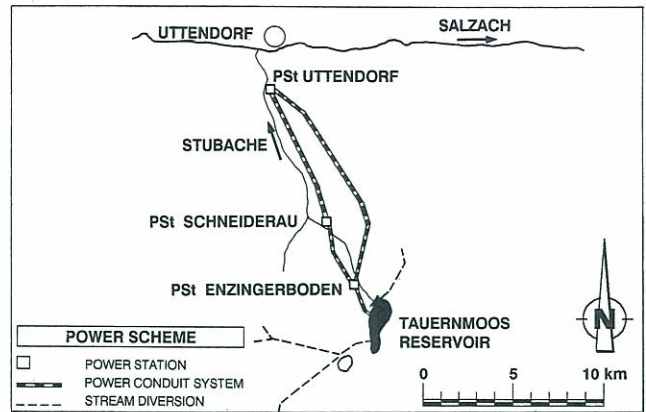 UTTENDORF
SALZACH
PSt UTTENDORF
STUBACHE
PSt SCHNEIDERAU
PSt ENZINGERBODEN
TAUERNMOOS
RESERVOIR
N
POWER SCHEME
POWER STATION
POWER CONDUIT SYSTEM
STREAM DIVERSION
0 5 10 km